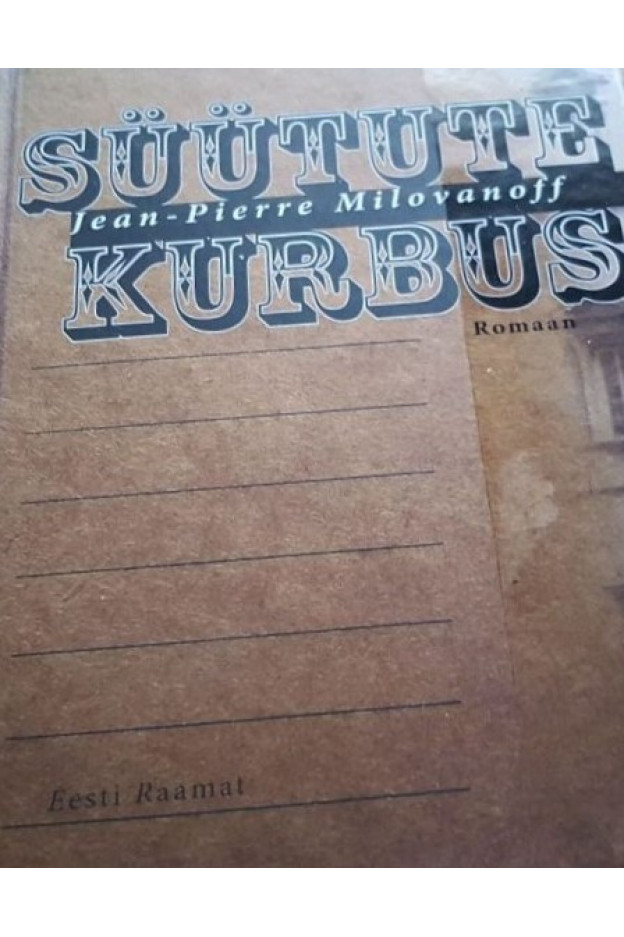 SÜÜTUTE
Jean-Pierre Milovanoff
KURBUS
Romaan
Eesti Raamat